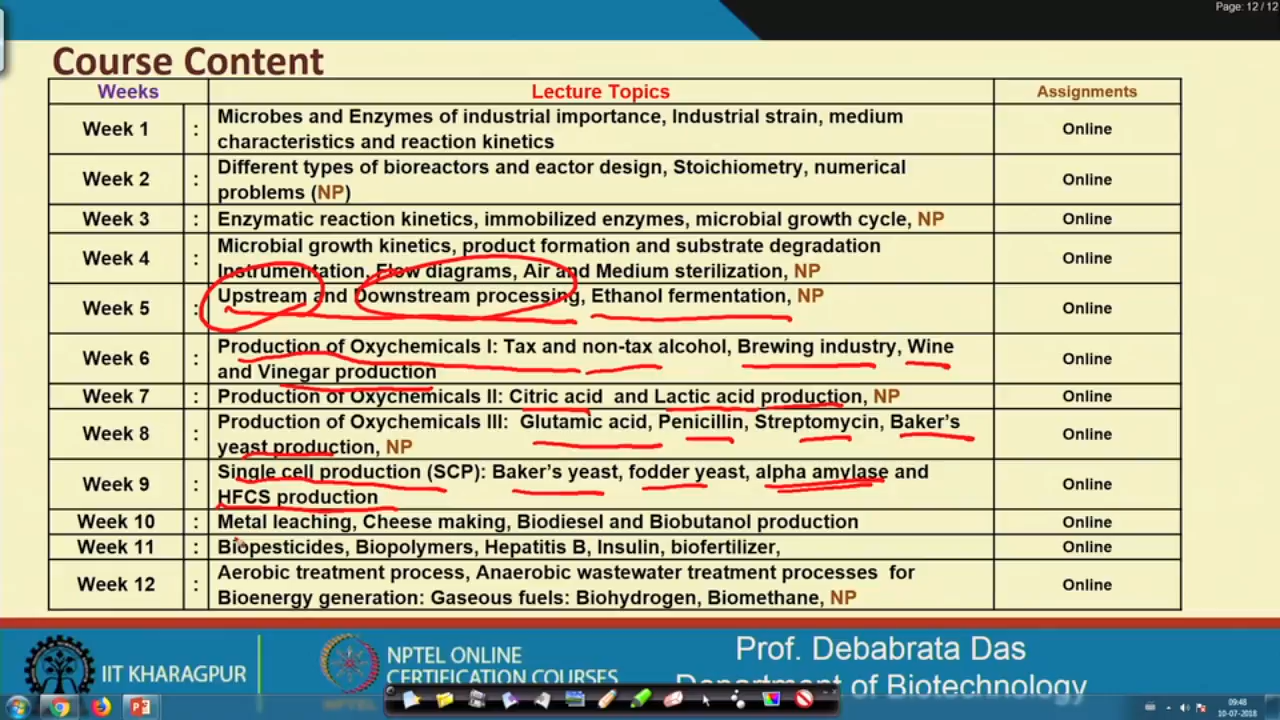 Page: 12 / 12
Course Content
Weeks Lecture Topics Assignments
Week 1 : Microbes and Enzymes of industrial importance, Industrial strain, medium
characteristics and reaction kinetics Online
Week 2 : Different types of bioreactors and eactor design, Stoichiometry, numerical
problems (NP) Online
Week 3 : Enzymatic reaction kinetics, immobilized enzymes, microbial growth cycle, NP Online
Week 4 : Microbial growth kinetics, product formation and substrate degradation
Instrumentation, Flow diagrams, Air and Medium sterilization, NP Online
Week 5 : Upstream and Downstream processing, Ethanol fermentation, NP Online
Week 6 : Production of Oxychemicals I: Tax and non-tax alcohol, Brewing industry, Wine
and Vinegar production Online
Week 7 : Production of Oxychemicals II: Citric acid and Lactic acid production, NP Online
Week 8 : Production of Oxychemicals III: Glutamic acid, Penicillin, Streptomycin, Baker's
yeast production, NP Online
Week 9 : Single cell production (SCP): Baker's yeast, fodder yeast, alpha amylase and
HFCS production Online
Week 10 : Metal leaching, Cheese making, Biodiesel and Biobutanol production Online
Week 11 : Biopesticides, Biopolymers, Hepatitis B, Insulin, biofertilizer, Online
Week 12 : Aerobic treatment process, Anaerobic wastewater treatment processes for
Bioenergy generation: Gaseous fuels: Biohydrogen, Biomethane, NP Online
IIT KHARAGPUR
NPTEL ONLINE
CERTIFICATION COURSES
Prof. Debabrata Das
Department of Biotechnology
09:48
10-07-2018